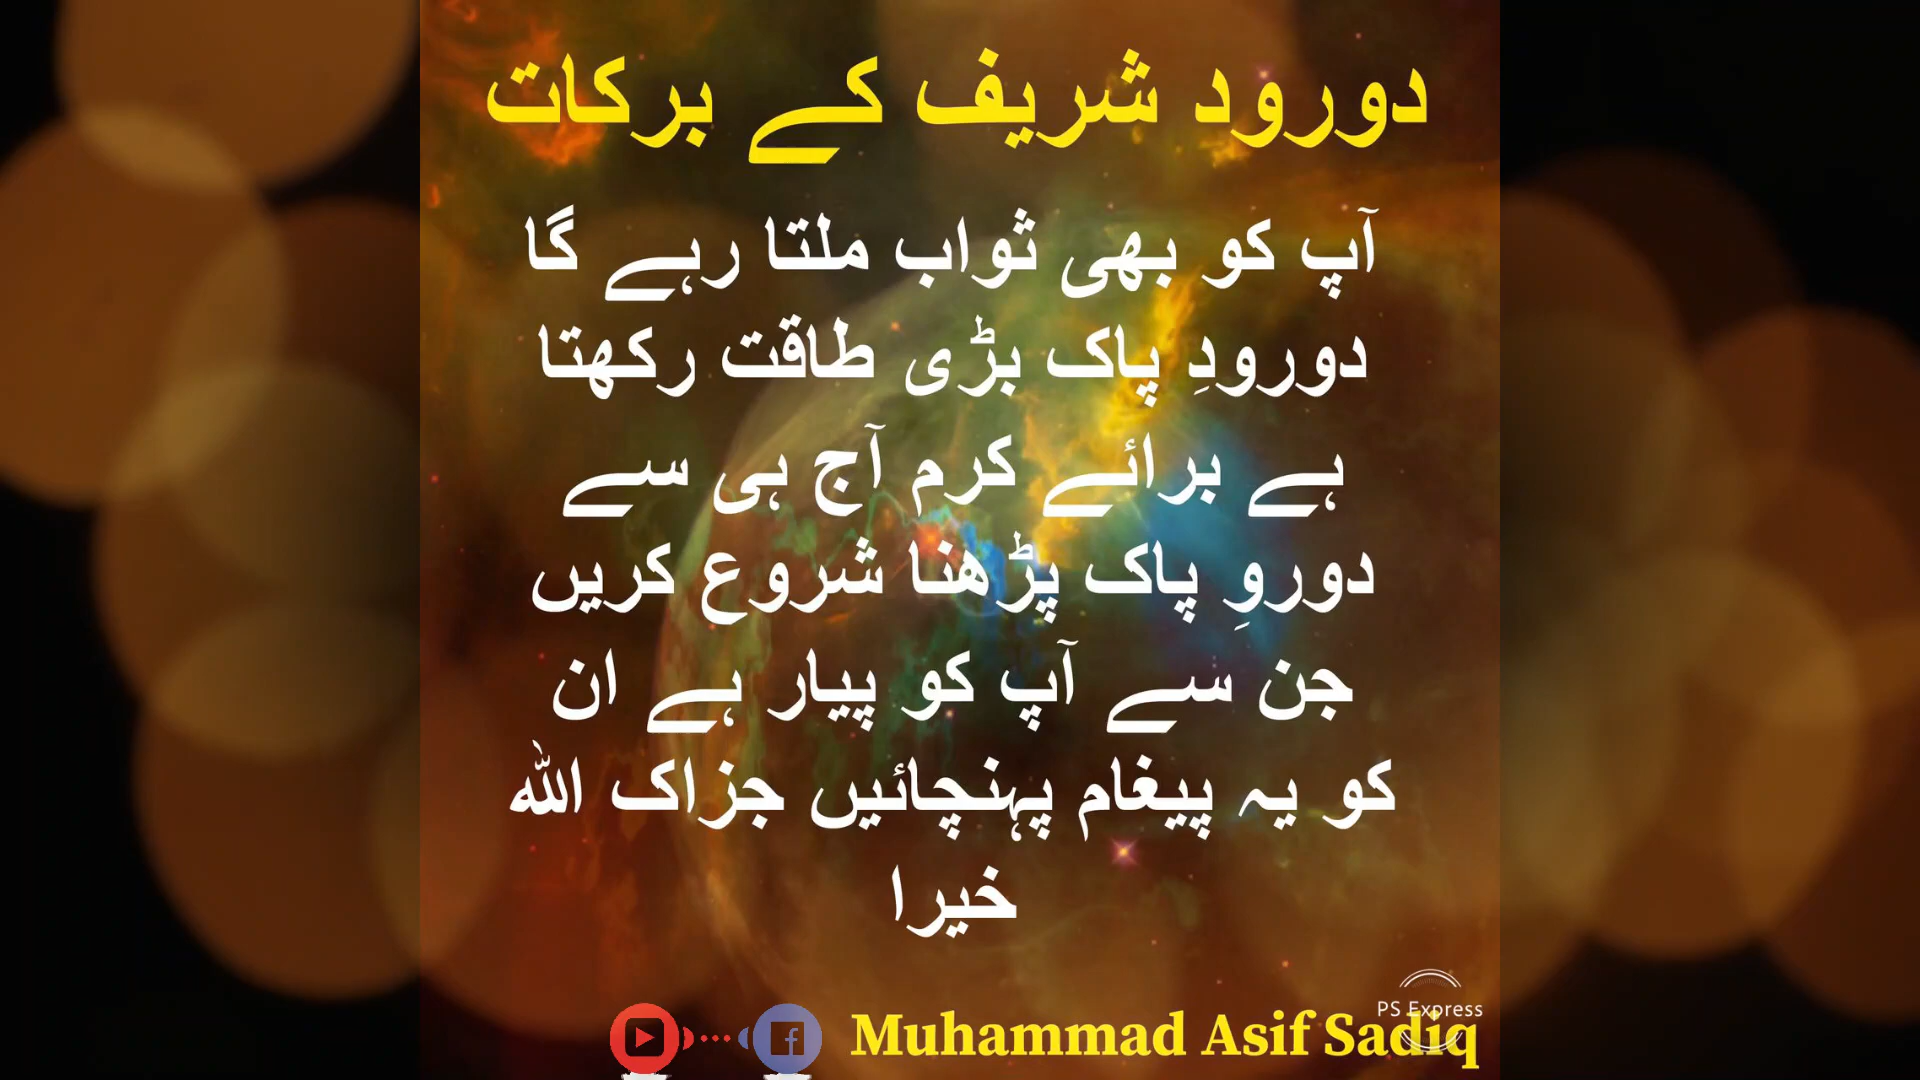 دورود شریف کے برکات
آپ کو بھی ثواب ملتا رہے گا
دورودِ پاک بڑی طاقت رکھتا
ہے برائے کرم آج ہی سے
دوروِ پاک پڑھنا شروع کریں
جن سے آپ کو پیار ہے ان
کو یہ پیغام پہنچائیں جزاک اللہ
خیرا
PS Express
Muhammad Asif Sadiq